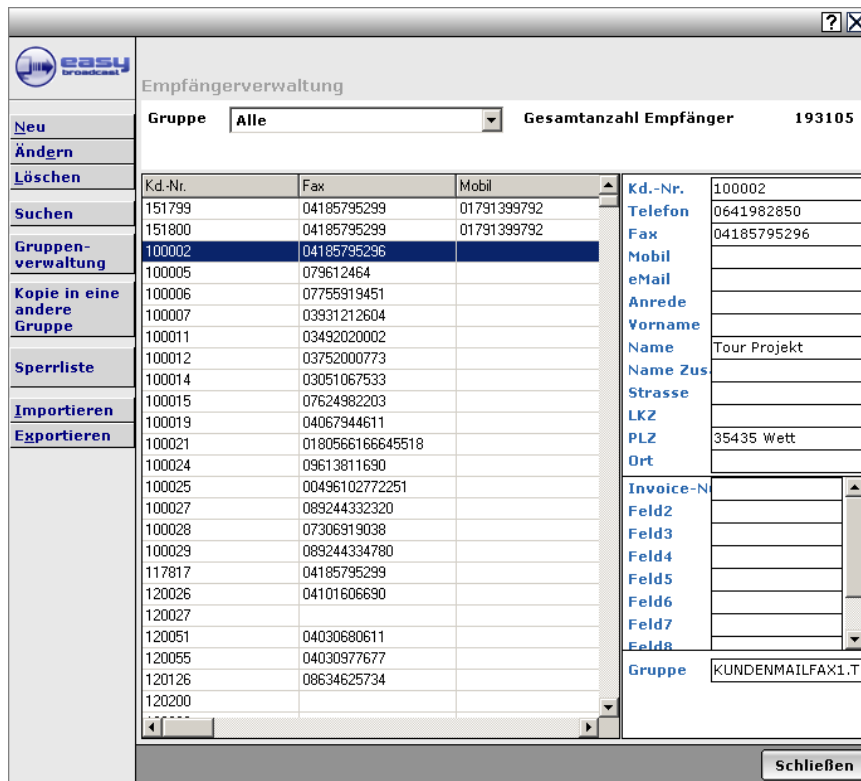 ?
easy
broadcast
Empfängerverwaltung
Gruppe Alle Gesamtanzahl Empfänger 193105
Neu
Ändern
Löschen
Suchen
Gruppen-
verwaltung
Kopie in eine
andere
Gruppe
Sperrliste
Importieren
Exportieren
Kd.-Nr. Fax Mobil
151799 04185795299 01791399792
151800 04185795299 01791399792
100002 04185795296
100005 079612464
100006 07755919451
100007 03931212604
100011 03492020002
100012 03752000773
100014 03051067533
100015 07624982203
100019 04067944611
100021 0180566166645518
100024 09613811690
100025 00496102772251
100027 089244332320
100028 07306919038
100029 089244334780
117817 04185795299
120026 04101606690
120027
120051 04030680611
120055 04030977677
120126 08634625734
120200
Kd.-Nr. 100002
Telefon 0641982850
Fax 04185795296
Mobil
eMail
Anrede
Vorname
Name Tour Projekt
Name Zus
Strasse
LKZ
PLZ 35435 Wett
Ort
Invoice-N
Feld2
Feld3
Feld4
Feld5
Feld6
Feld7
Feld8
Gruppe KUNDENMAILFAX1.T
Schließen